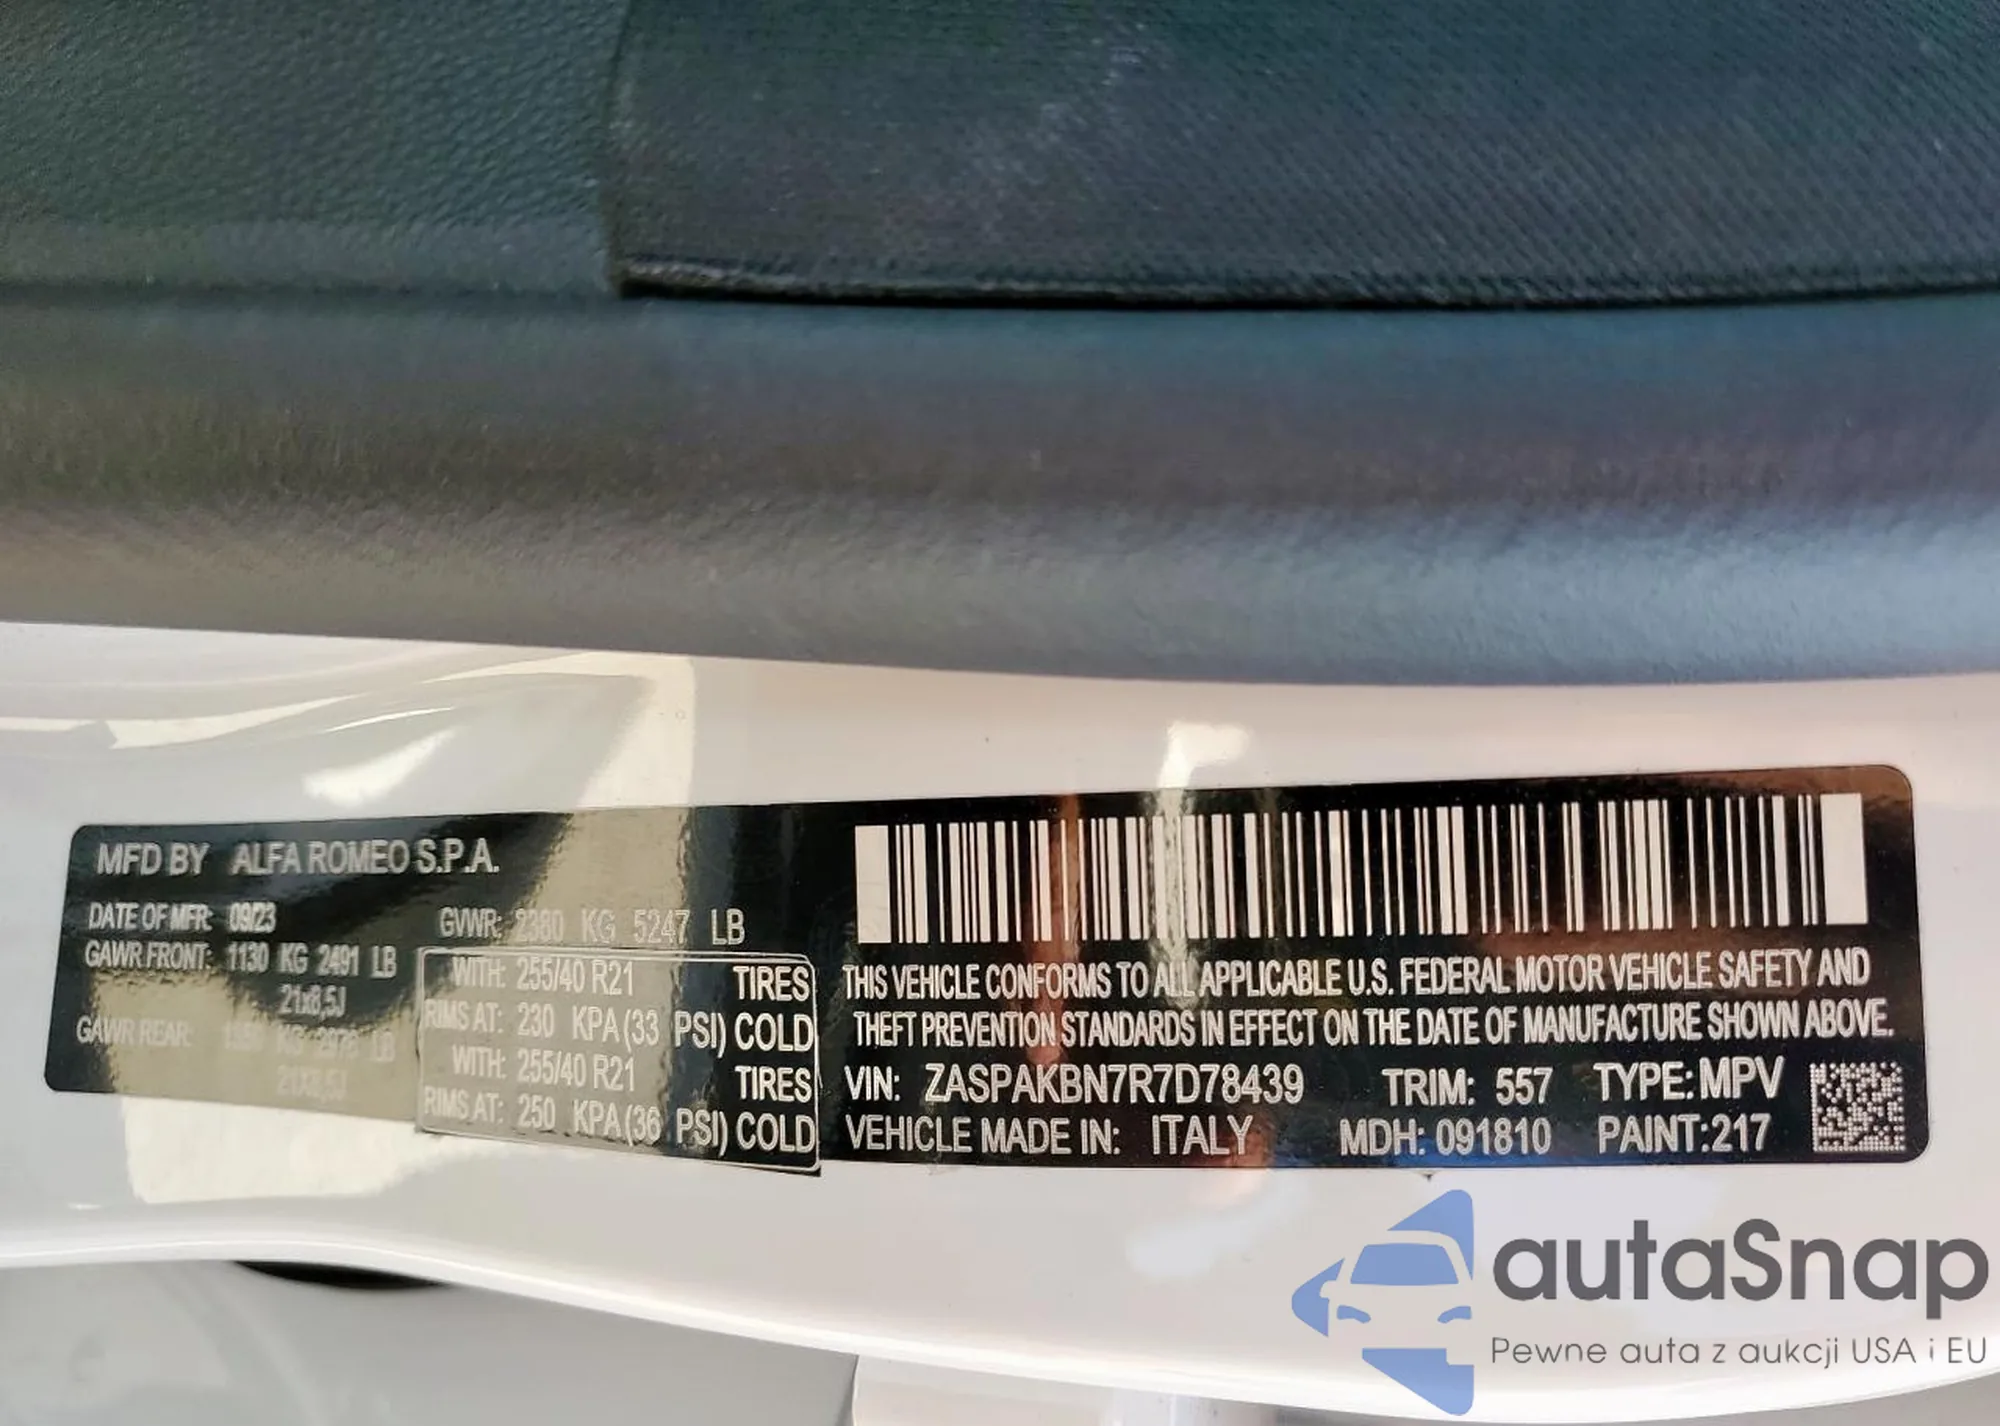 MFD BY ALFA ROMEO S.P.A.
DATE OF MFR: 09/23 GVWR: 2380 KG 5247 LB
GAWR FRONT: 1130 KG 2491 LB WITH: 255/40 R21 TIRES
21x8,5J RIMS AT: 230 KPA (33 PSI) COLD
GAWR REAR: KG LB WITH: 255/40 R21 TIRES
21x8,5J RIMS AT: 250 KPA (36 PSI) COLD
THIS VEHICLE CONFORMS TO ALL APPLICABLE U.S. FEDERAL MOTOR VEHICLE SAFETY AND
THEFT PREVENTION STANDARDS IN EFFECT ON THE DATE OF MANUFACTURE SHOWN ABOVE.
VIN: ZASPAKBN7R7D78439 TRIM: 557 TYPE: MPV
VEHICLE MADE IN: ITALY MDH: 091810 PAINT: 217
autaSnap
Pewne auta z aukcji USA i EU